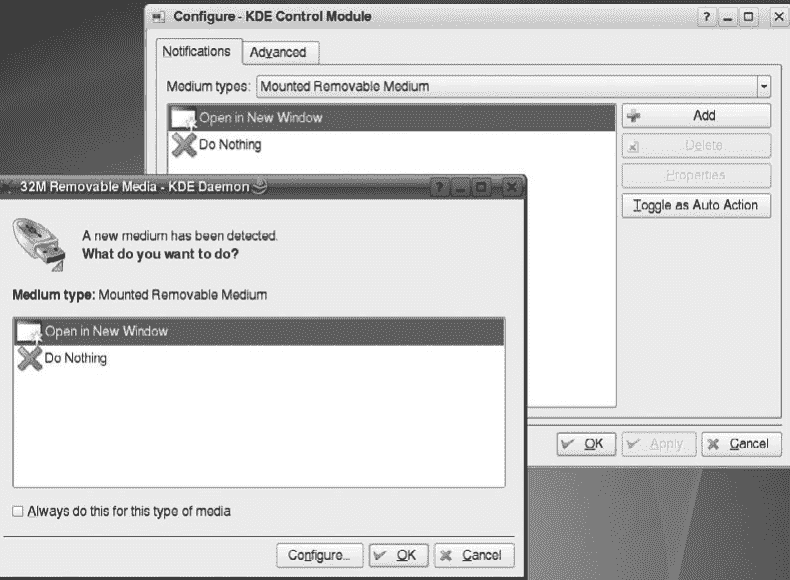 Configure - KDE Control Module
Notifications
Advanced
Medium types: Mounted Removable Medium
Open in New Window
Do Nothing
Add
Delete
Properties
Toggle as Auto Action
OK
Apply
Cancel
32M Removable Media - KDE Daemon
A new medium has been detected.
What do you want to do?
Medium type: Mounted Removable Medium
Open in New Window
Do Nothing
Always do this for this type of media
Configure...
OK
Cancel